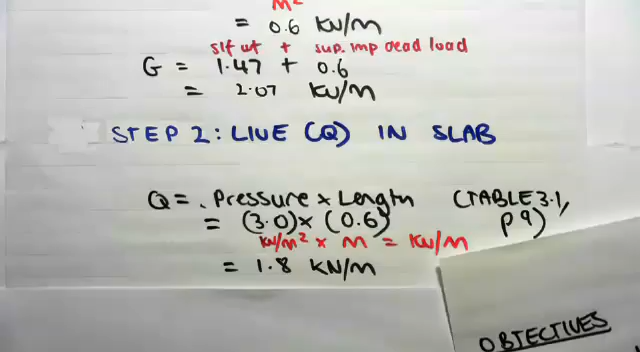 m²
= 0.6 kN/m
slf wt + sup. imp dead load
G = 1.47 + 0.6
= 2.07 kN/m
STEP 2: LIVE (Q) IN SLAB
Q = . Pressure x Length (TABLE 3.1,
= (3.0) x (0.6) p9)
kN/m² x m = kN/m
= 1.8 KN/m
OBJECTIVES